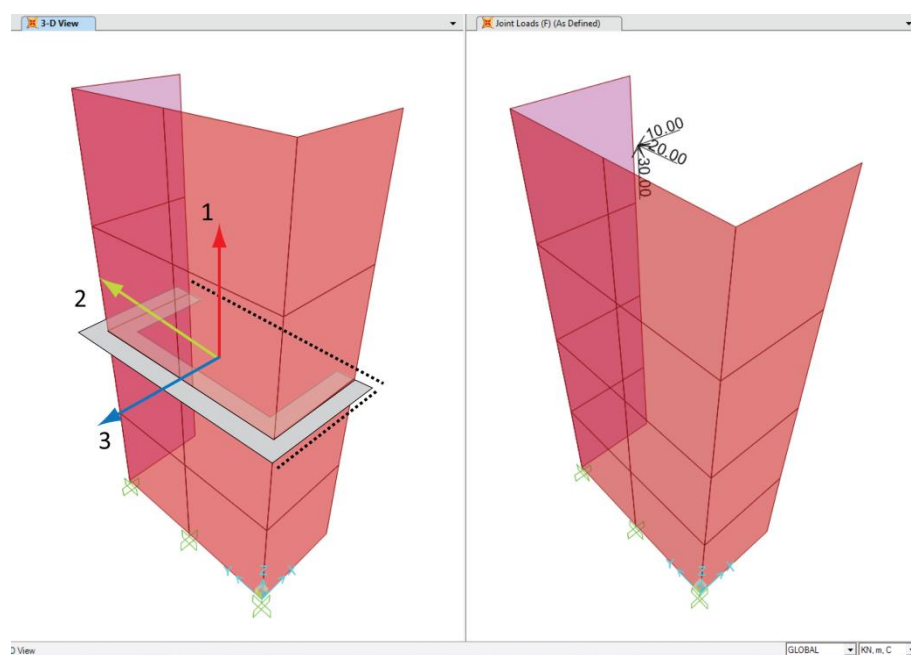 3-D View
Joint Loads (F) (As Defined)
10.00
20.00
30.00
1
2
3
Y Z X
Y Z X
D View
GLOBAL
KN, m, C